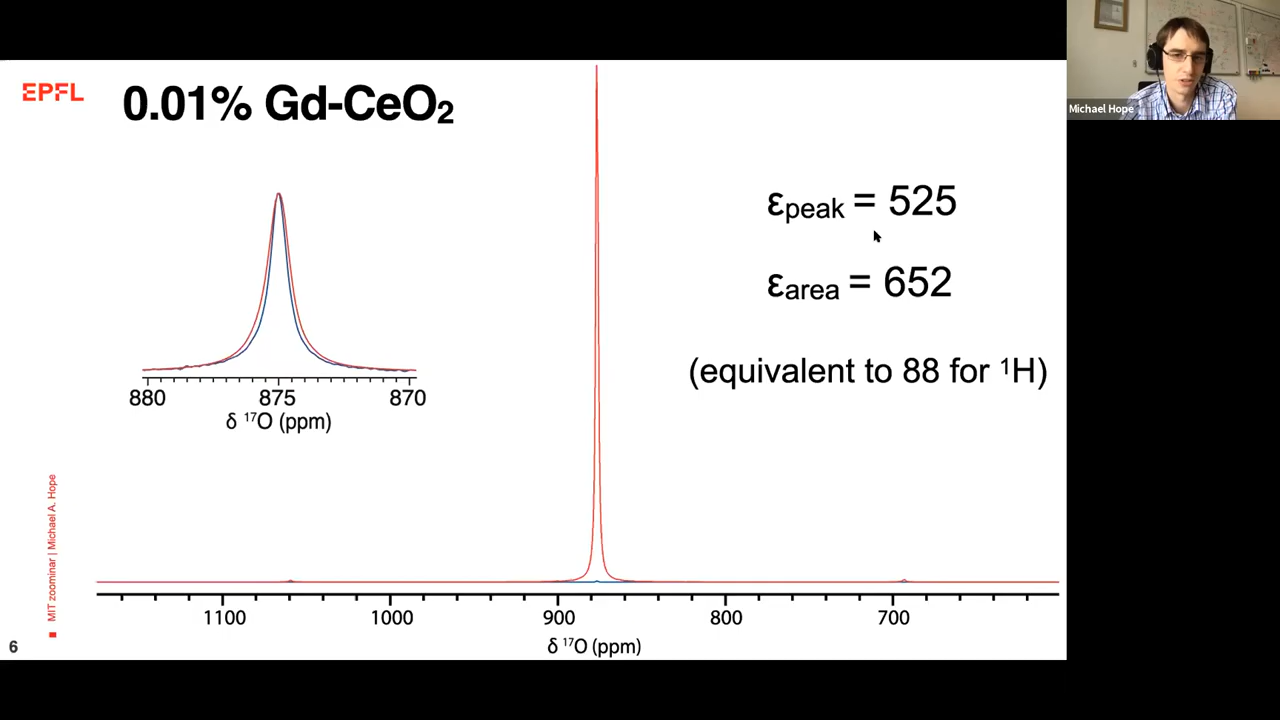 EPFL
0.01% Gd-CeO₂
Michael Hope
εpeak = 525
εarea = 652
(equivalent to 88 for ¹H)
880 875 870
δ ¹⁷O (ppm)
1100 1000 900 800 700
δ ¹⁷O (ppm)
MIT zoominar | Michael A. Hope
6